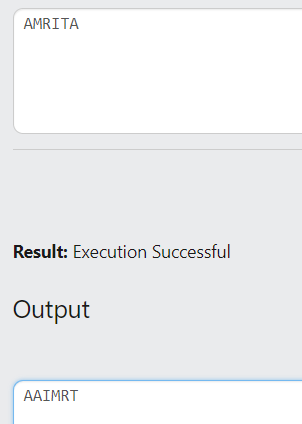 AMRITA
Result: Execution Successful
Output
AAIMRT